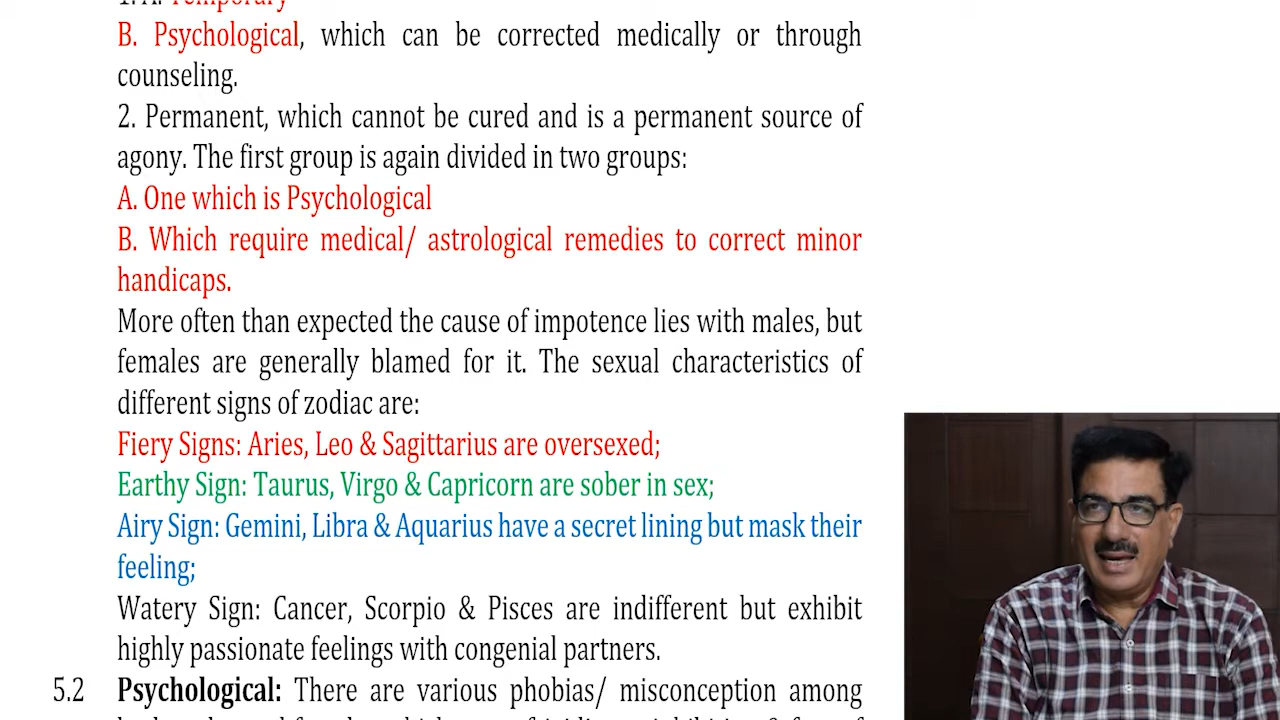 1. A. Temporary
B. Psychological, which can be corrected medically or through
counseling.
2. Permanent, which cannot be cured and is a permanent source of
agony. The first group is again divided in two groups:
A. One which is Psychological
B. Which require medical/ astrological remedies to correct minor
handicaps.
More often than expected the cause of impotence lies with males, but
females are generally blamed for it. The sexual characteristics of
different signs of zodiac are:
Fiery Signs: Aries, Leo & Sagittarius are oversexed;
Earthy Sign: Taurus, Virgo & Capricorn are sober in sex;
Airy Sign: Gemini, Libra & Aquarius have a secret lining but mask their
feeling;
Watery Sign: Cancer, Scorpio & Pisces are indifferent but exhibit
highly passionate feelings with congenial partners.
5.2 Psychological: There are various phobias/ misconception among